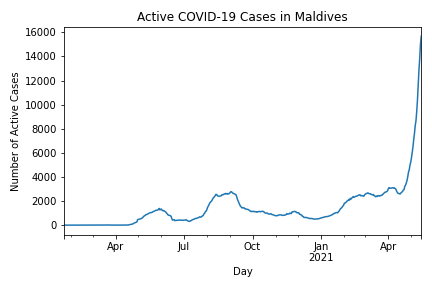 Active COVID-19 Cases in Maldives
16000
14000
12000
10000
8000
6000
4000
2000
0
Number of Active Cases
Apr Jul Oct Jan Apr
2021
Day